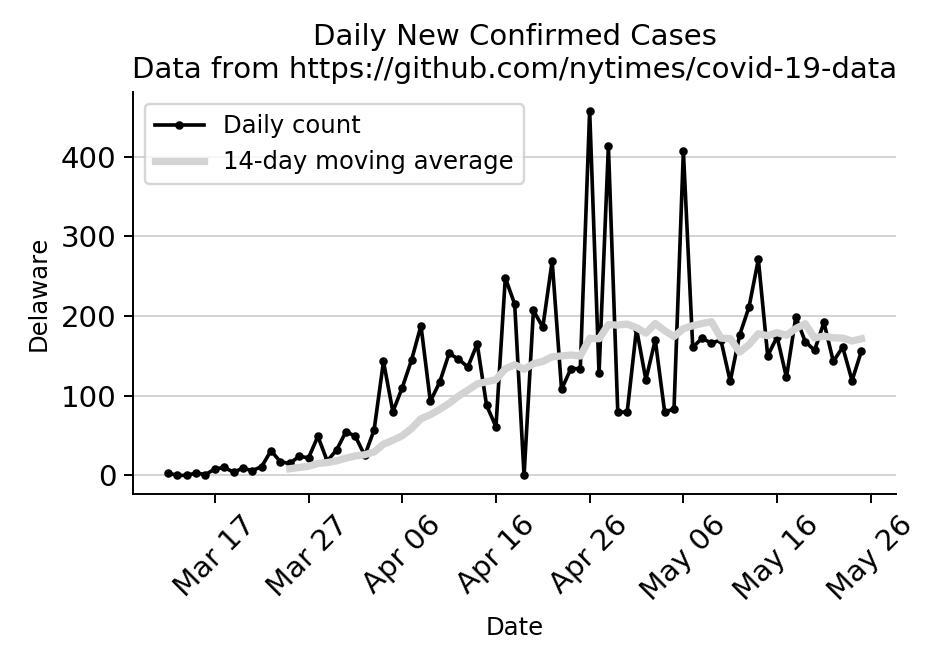 Daily New Confirmed Cases
Data from https://github.com/nytimes/covid-19-data
Daily count
14-day moving average
Delaware
400
300
200
100
0
Mar 17
Mar 27
Apr 06
Apr 16
Apr 26
May 06
May 16
May 26
Date